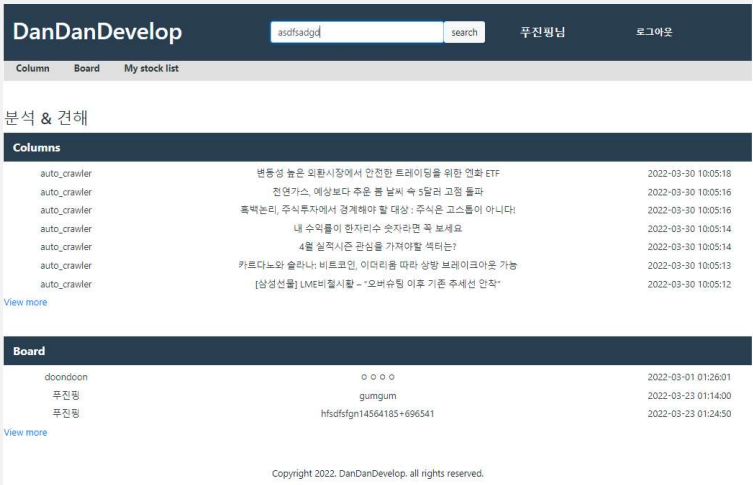 DanDanDevelop asdfsadgd search 푸진핑님 로그아웃
Column Board My stock list
분석 & 견해
Columns
auto_crawler 변동성 높은 외환시장에서 안전한 트레이딩을 위한 엔화 ETF 2022-03-30 10:05:18
auto_crawler 천연가스, 예상보다 추운 봄 날씨 속 5달러 고점 돌파 2022-03-30 10:05:16
auto_crawler 흑백논리, 주식투자에서 경계해야 할 대상 : 주식은 고스톱이 아니다! 2022-03-30 10:05:16
auto_crawler 내 수익률이 한자리수 숫자라면 꼭 보세요 2022-03-30 10:05:14
auto_crawler 4월 실적시즌 관심을 가져야할 섹터는? 2022-03-30 10:05:14
auto_crawler 카르다노와 솔라나: 비트코인, 이더리움 따라 상방 브레이크아웃 가능 2022-03-30 10:05:13
auto_crawler [삼성선물] LME비철시황 – "오버슈팅 이후 기존 추세선 안착" 2022-03-30 10:05:12
View more
Board
doondoon ㅇㅇㅇㅇ 2022-03-01 01:26:01
푸진핑 gumgum 2022-03-23 01:14:00
푸진핑 hfsdfsfgn14564185+696541 2022-03-23 01:24:50
View more
Copyright 2022. DanDanDevelop. all rights reserved.